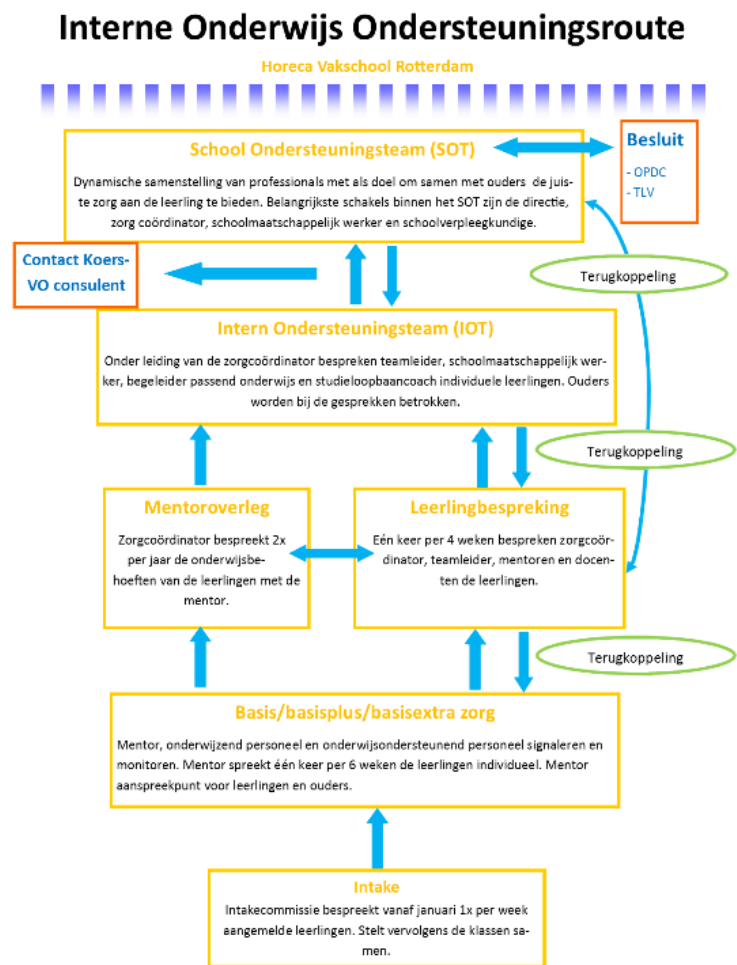 Interne Onderwijs Ondersteuningsroute
Horeca Vakschool Rotterdam
School Ondersteuningsteam (SOT)
Dynamische samenstelling van professionals met als doel om samen met ouders de juis-
te zorg aan de leerling te bieden. Belangrijkste schakels binnen het SOT zijn de directie,
zorg coördinator, schoolmaatschappelijk werker en schoolverpleegkundige.
Besluit
- OPDC
- TLV
Contact Koers-
VO consulent
Terugkoppeling
Intern Ondersteuningsteam (IOT)
Onder leiding van de zorgcoördinator bespreken teamleider, schoolmaatschappelijk wer-
ker, begeleider passend onderwijs en studieloopbaancoach individuele leerlingen. Ouders
worden bij de gesprekken betrokken.
Terugkoppeling
Mentoroverleg
Zorgcoördinator bespreekt 2x
per jaar de onderwijsbe-
hoeften van de leerlingen met de
mentor.
Leerlingbespreking
Eén keer per 4 weken bespreken zorgcoör-
dinator, teamleider, mentoren en docen-
ten de leerlingen.
Terugkoppeling
Basis/basisplus/basisextra zorg
Mentor, onderwijzend personeel en onderwijsondersteunend personeel signaleren en
monitoren. Mentor spreekt één keer per 6 weken de leerlingen individueel. Mentor
aanspreekpunt voor leerlingen en ouders.
Intake
Intakecommissie bespreekt vanaf januari 1x per week
aangemelde leerlingen. Stelt vervolgens de klassen sa-
men.